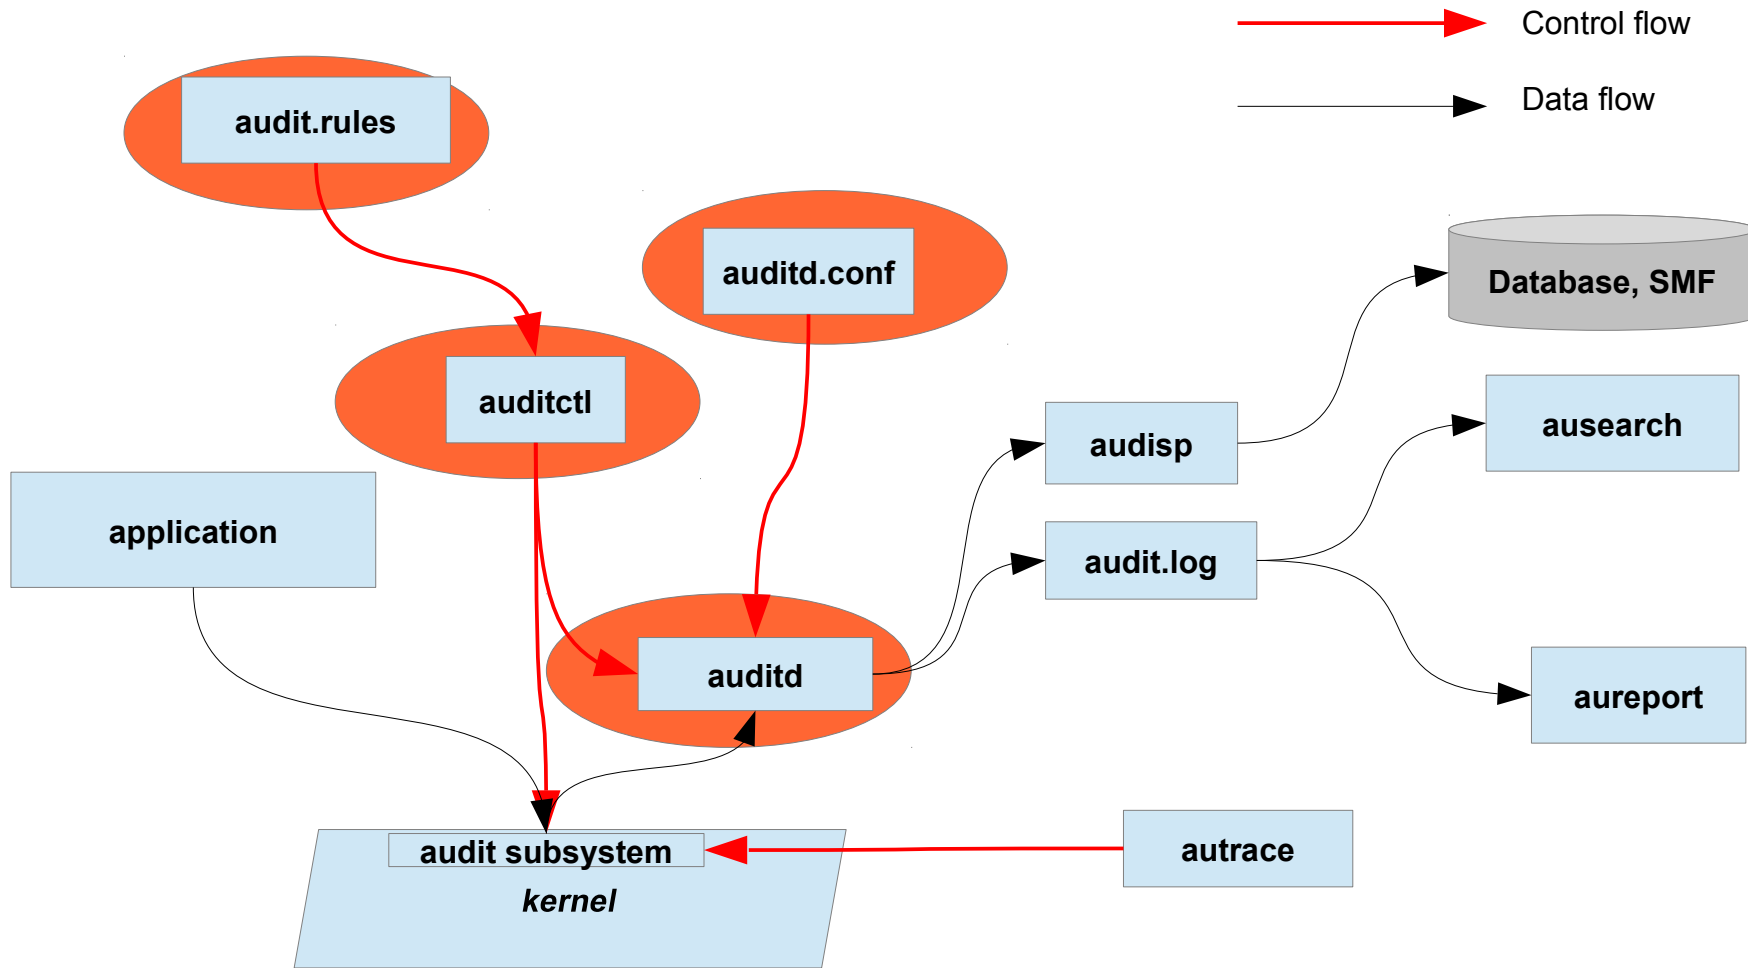 Control flow
Data flow
audit.rules
auditd.conf
Database, SMF
auditctl
ausearch
audisp
application
audit.log
auditd
aureport
audit subsystem
autrace
kernel